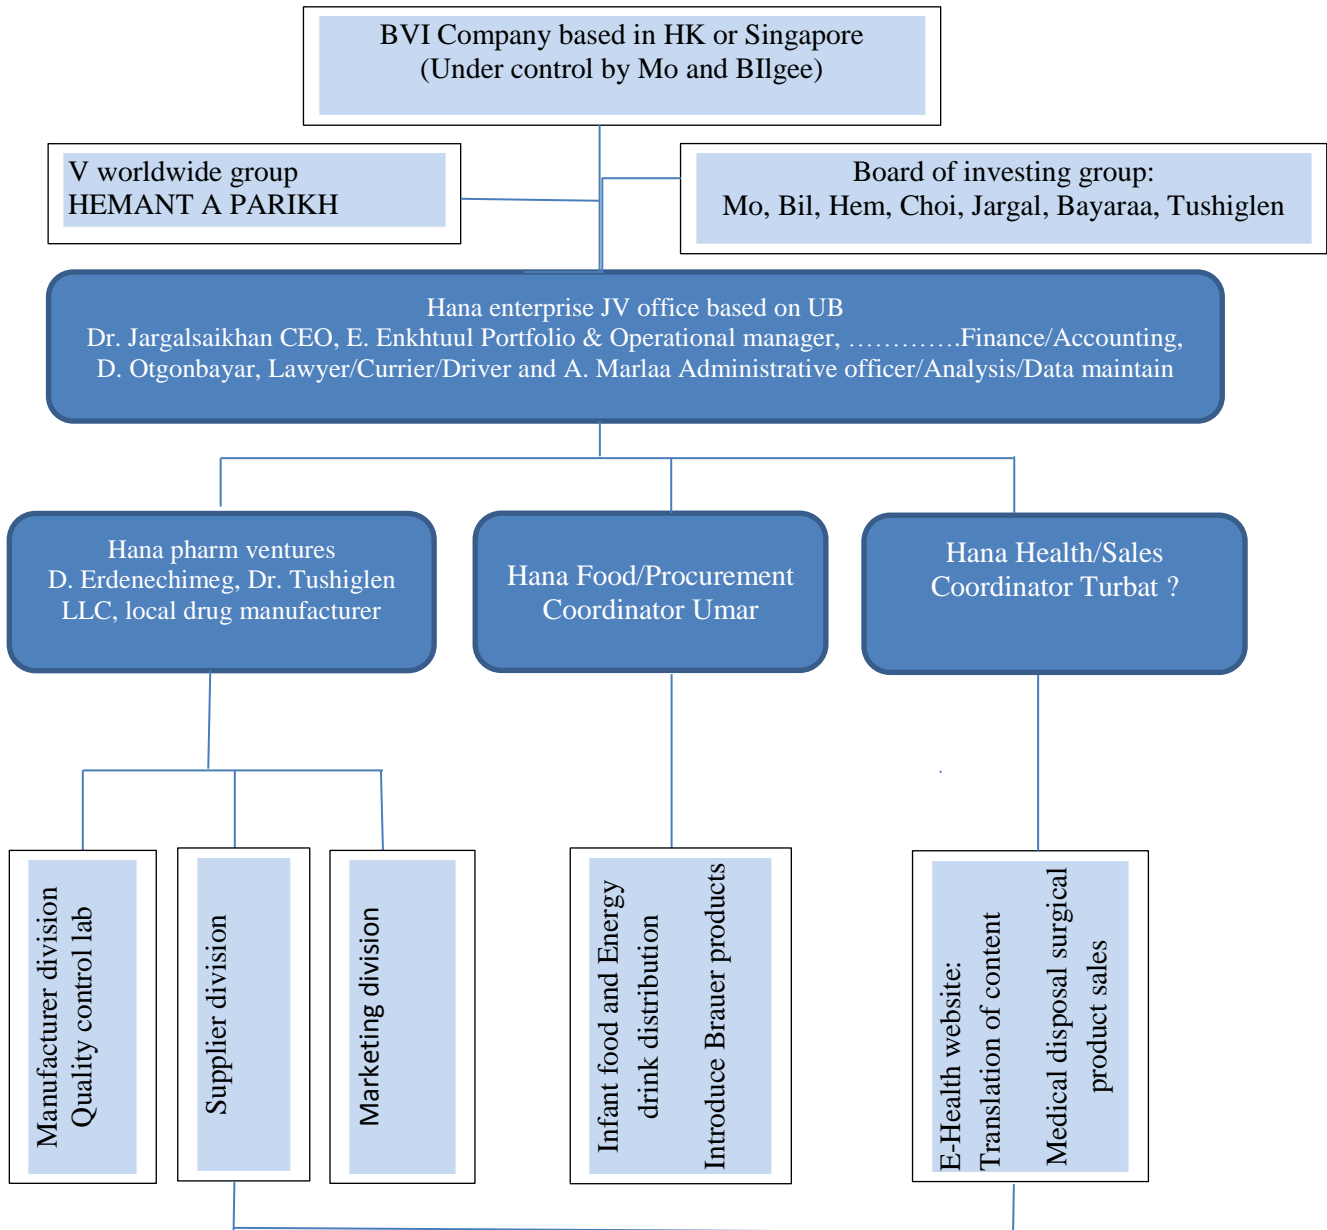 BVI Company based in HK or Singapore
(Under control by Mo and BIlgee)
V worldwide group
HEMANT A PARIKH
Board of investing group:
Mo, Bil, Hem, Choi, Jargal, Bayaraa, Tushiglen
Hana enterprise JV office based on UB
Dr. Jargalsaikhan CEO, E. Enkhtuul Portfolio & Operational manager, ………….Finance/Accounting,
D. Otgonbayar, Lawyer/Currier/Driver and A. Marlaa Administrative officer/Analysis/Data maintain
Hana pharm ventures
D. Erdenechimeg, Dr. Tushiglen
LLC, local drug manufacturer
Hana Food/Procurement
Coordinator Umar
Hana Health/Sales
Coordinator Turbat ?
Manufacturer division
Quality control lab
Supplier division
Marketing division
Infant food and Energy
drink distribution
Introduce Brauer products
E-Health website:
Translation of content
Medical disposal surgical
product sales